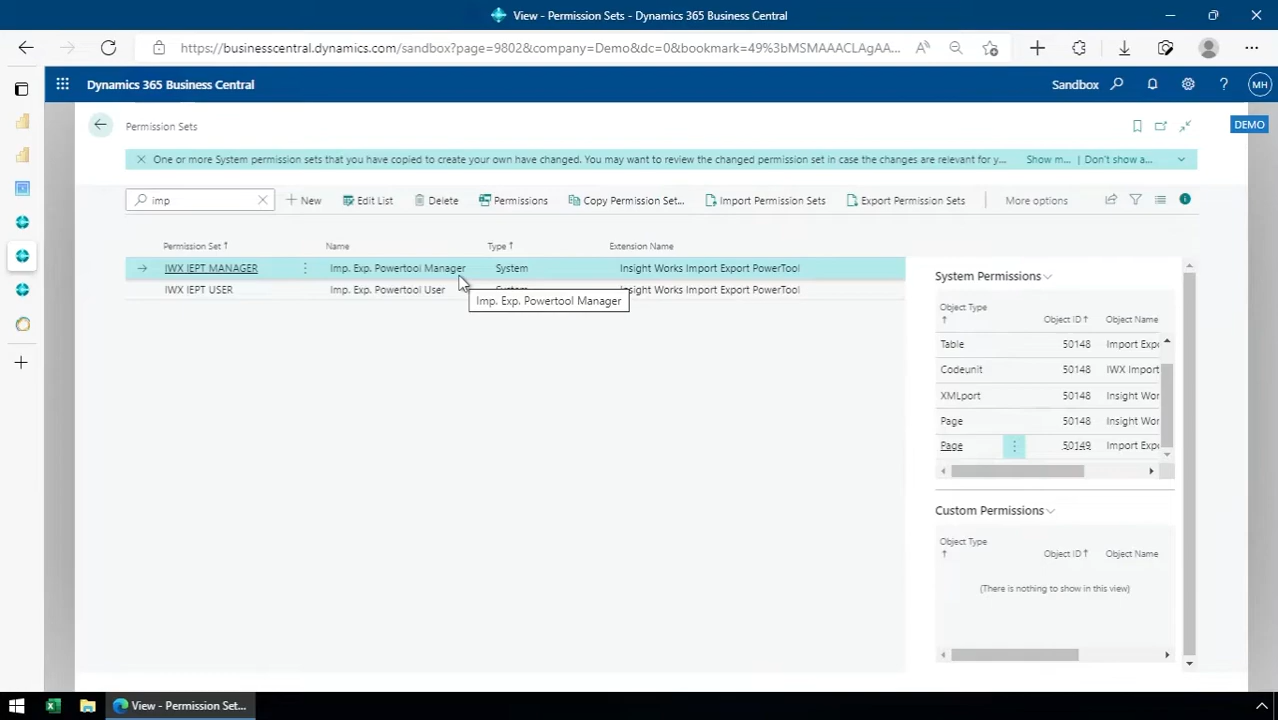 View - Permission Sets - Dynamics 365 Business Central
https://businesscentral.dynamics.com/sandbox?page=9802&company=Demo&dc=0&bookmark=49%3bMSMAAACLAgAA...
Dynamics 365 Business Central
Sandbox
?
MH
Permission Sets
DEMO
One or more System permission sets that you have copied to create your own have changed. You may want to review the changed permission set in case the changes are relevant for y... Show m... | Don't show a...
imp
New
Edit List
Delete
Permissions
Copy Permission Set...
Import Permission Sets
Export Permission Sets
More options
Permission Set↑ Name Type↑ Extension Name
IWX IEPT MANAGER Imp. Exp. Powertool Manager System Insight Works Import Export PowerTool
IWX IEPT USER Imp. Exp. Powertool User Insight Works Import Export PowerTool
Imp. Exp. Powertool Manager
System Permissions
Object Type
↑ Object ID↑ Object Name
Table 50148 Import Expo
Codeunit 50148 IWX Import
XMLport 50148 Insight Wor
Page 50148 Insight Wor
Page 50149 Import Expo
Custom Permissions
Object Type
↑ Object ID↑ Object Name
(There is nothing to show in this view)
View - Permission Set...